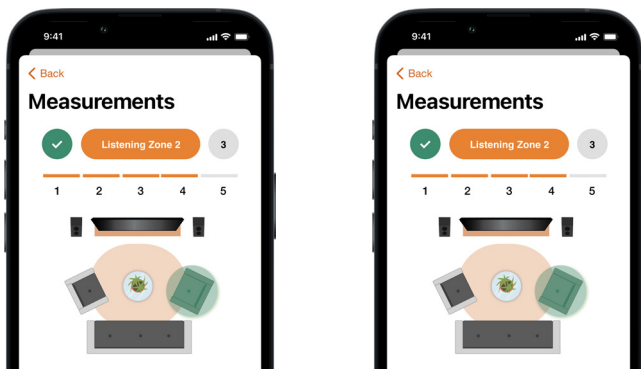 9:41
Back
Measurements
Listening Zone 2 3
1 2 3 4 5
9:41
Back
Measurements
Listening Zone 2 3
1 2 3 4 5